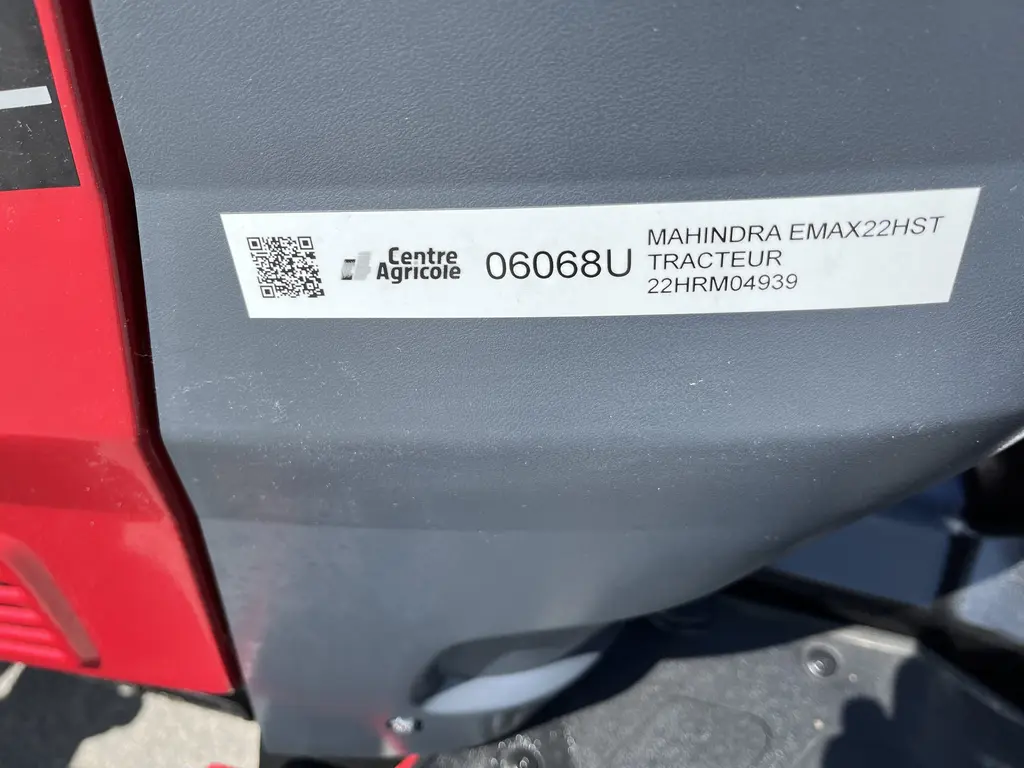 Centre
Agricole
06068U
MAHINDRA EMAX22HST
TRACTEUR
22HRM04939